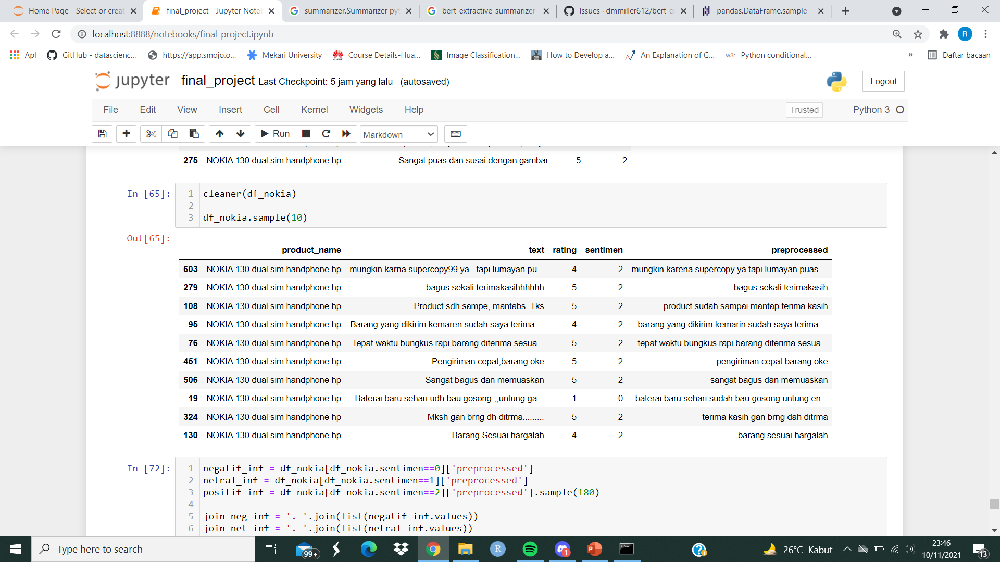 Home Page - Select or creat
final_project - Jupyter Note
summarizer.Summarizer py
bert-extractive-summarizer
Issues · dmmiller612/bert-e
pandas.DataFrame.sample -
localhost:8888/notebooks/final_project.ipynb
R
Apl
GitHub - datascienc...
https://app.smojo.o...
Mekari University
HUAWEI
Course Details-Hua...
Image Classification...
How to Develop a...
An Explanation of G...
w3r
Python conditional...
»
Daftar bacaan
jupyter
final_project Last Checkpoint: 5 jam yang lalu (autosaved)
Logout
File Edit View Insert Cell Kernel Widgets Help
Trusted
Python 3
Run
Markdown
275 NOKIA 130 dual sim handphone hp Sangat puas dan susai dengan gambar 5 2
In [65]:
1 cleaner(df_nokia)
2
3 df_nokia.sample(10)
Out[65]:
product_name text rating sentimen preprocessed
603 NOKIA 130 dual sim handphone hp mungkin karna supercopy99 ya.. tapi lumayan pu... 4 2 mungkin karena supercopy ya tapi lumayan puas ...
279 NOKIA 130 dual sim handphone hp bagus sekali terimakasihhhhhh 5 2 bagus sekali terimakasih
108 NOKIA 130 dual sim handphone hp Product sdh sampe, mantabs. Tks 5 2 product sudah sampai mantap terima kasih
95 NOKIA 130 dual sim handphone hp Barang yang dikirim kemaren sudah saya terima ... 4 2 barang yang dikirim kemarin sudah saya terima ...
76 NOKIA 130 dual sim handphone hp Tepat waktu bungkus rapi barang diterima sesua... 5 2 tepat waktu bungkus rapi barang diterima sesua...
451 NOKIA 130 dual sim handphone hp Pengiriman cepat,barang oke 5 2 pengiriman cepat barang oke
506 NOKIA 130 dual sim handphone hp Sangat bagus dan memuaskan 5 2 sangat bagus dan memuaskan
19 NOKIA 130 dual sim handphone hp Baterai baru sehari udh bau gosong ,,untung ga... 1 0 baterai baru sehari sudah bau gosong untung en...
324 NOKIA 130 dual sim handphone hp Mksh gan brng dh ditrma......... 5 2 terima kasih gan brng dah ditrma
130 NOKIA 130 dual sim handphone hp Barang Sesuai hargalah 4 2 barang sesuai hargalah
In [72]:
1 negatif_inf = df_nokia[df_nokia.sentimen==0]['preprocessed']
2 netral_inf = df_nokia[df_nokia.sentimen==1]['preprocessed']
3 positif_inf = df_nokia[df_nokia.sentimen==2]['preprocessed'].sample(180)
4
5 join_neg_inf = '. '.join(list(negatif_inf.values))
6 join_net_inf = '. '.join(list(netral_inf.values))
Type here to search
99+
R
1
P
26°C Kabut
23:46
10/11/2021
13